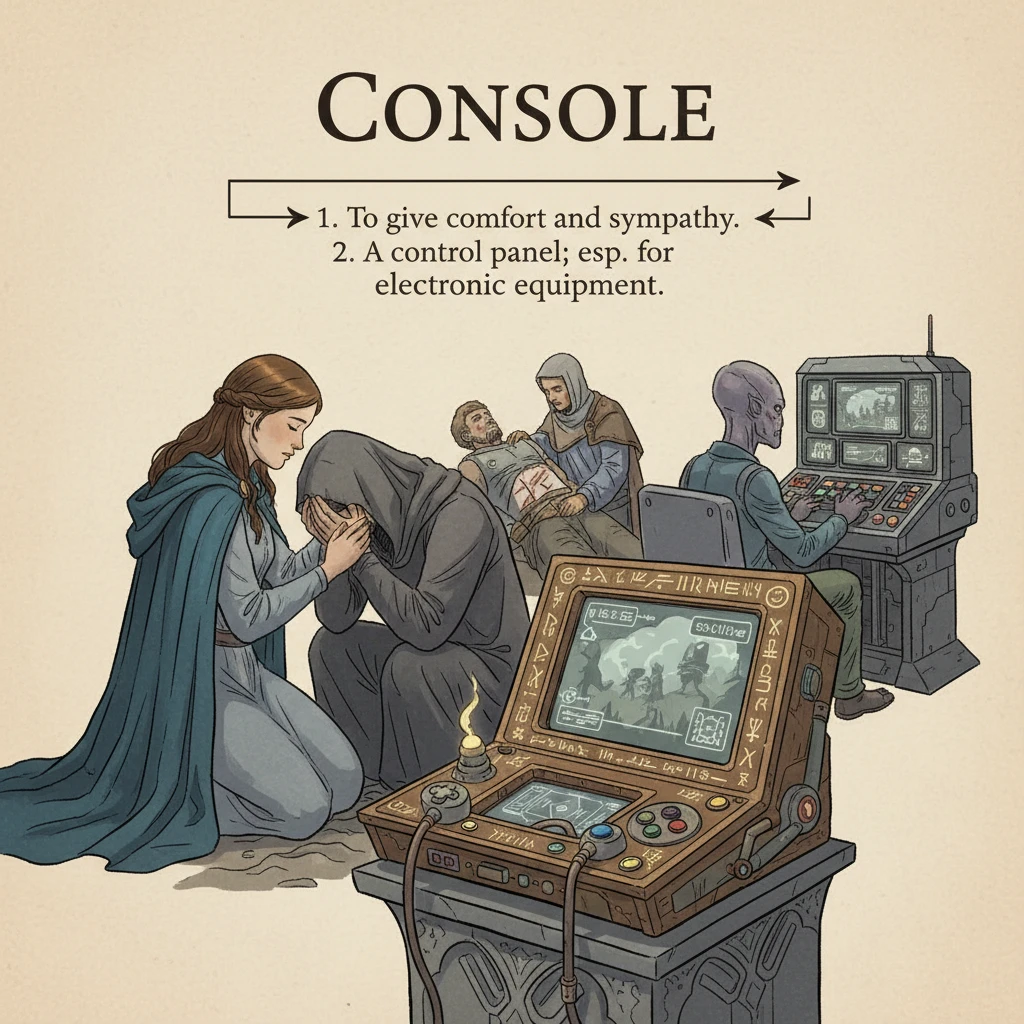 CONSOLE
1. To give comfort and sympathy.
2. A control panel; esp. for
electronic equipment.